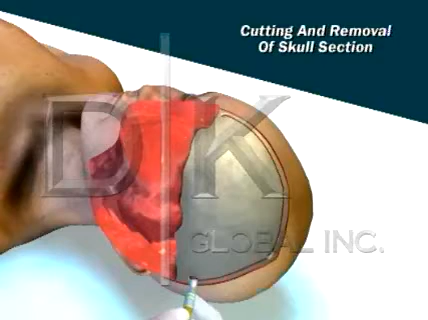 Cutting And Removal
Of Skull Section
DK
GLOBAL INC.